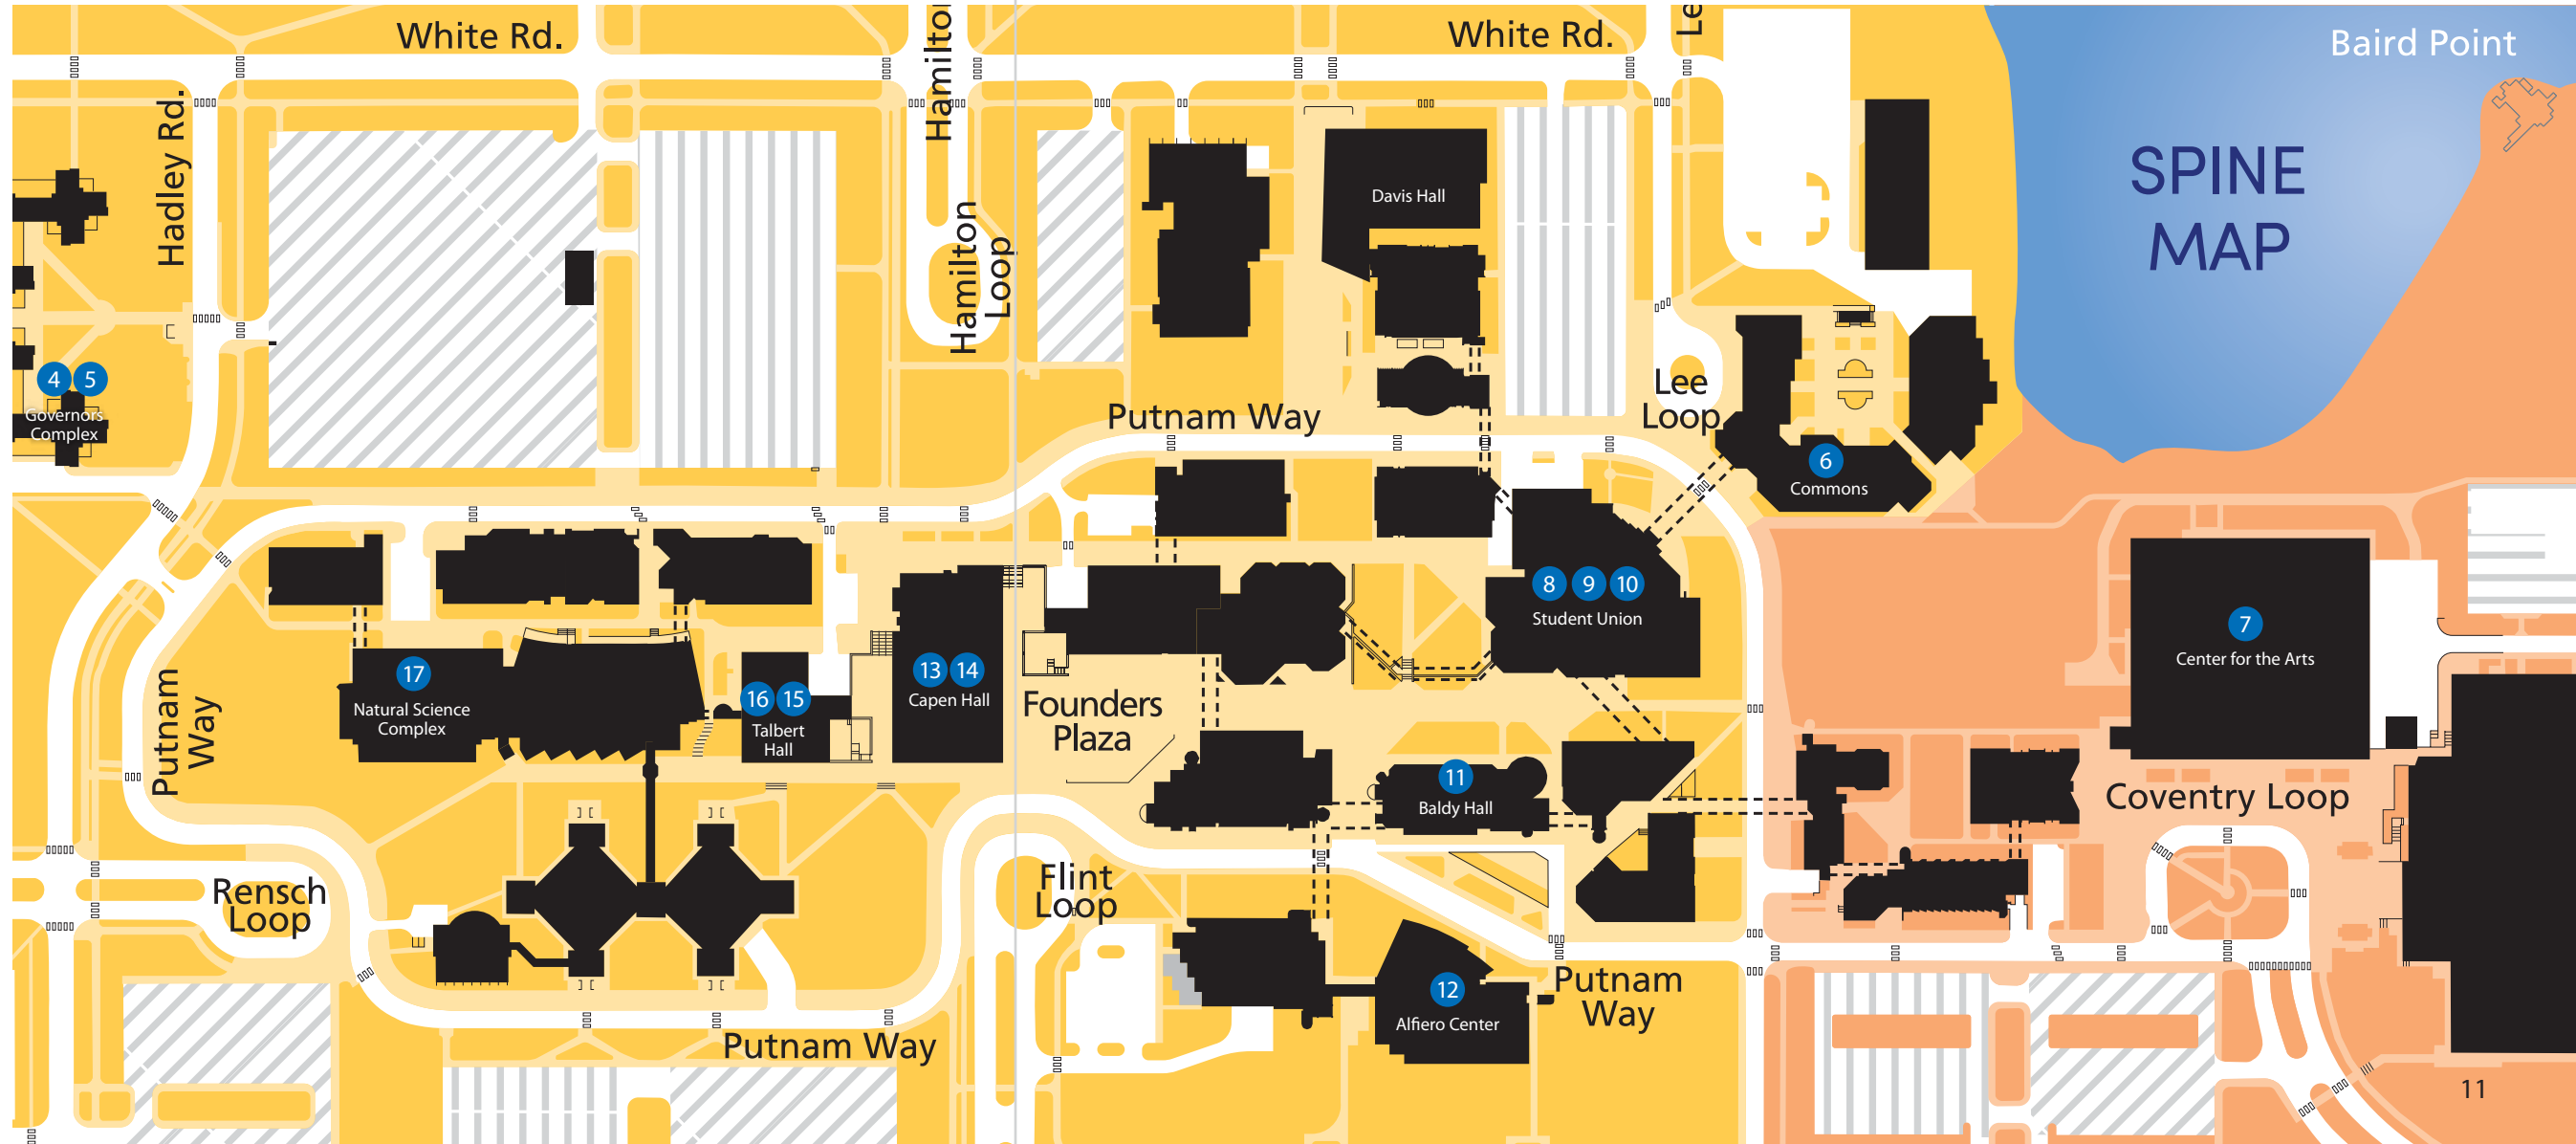 White Rd.
White Rd.
Baird Point
Hadley Rd.
SPINE
MAP
Davis Hall
Hamilton
Loop
4 5
Governors
Complex
Putnam Way
Lee
Loop
6
Commons
8 9 10
Student Union
7
Center for the Arts
17
Natural Science
Complex
16 15
Talbert
Hall
13 14
Capen Hall
Founders
Plaza
Putnam
Way
11
Baldy Hall
Coventry Loop
Rensch
Loop
Flint
Loop
12
Alfiero Center
Putnam
Way
Putnam Way
11